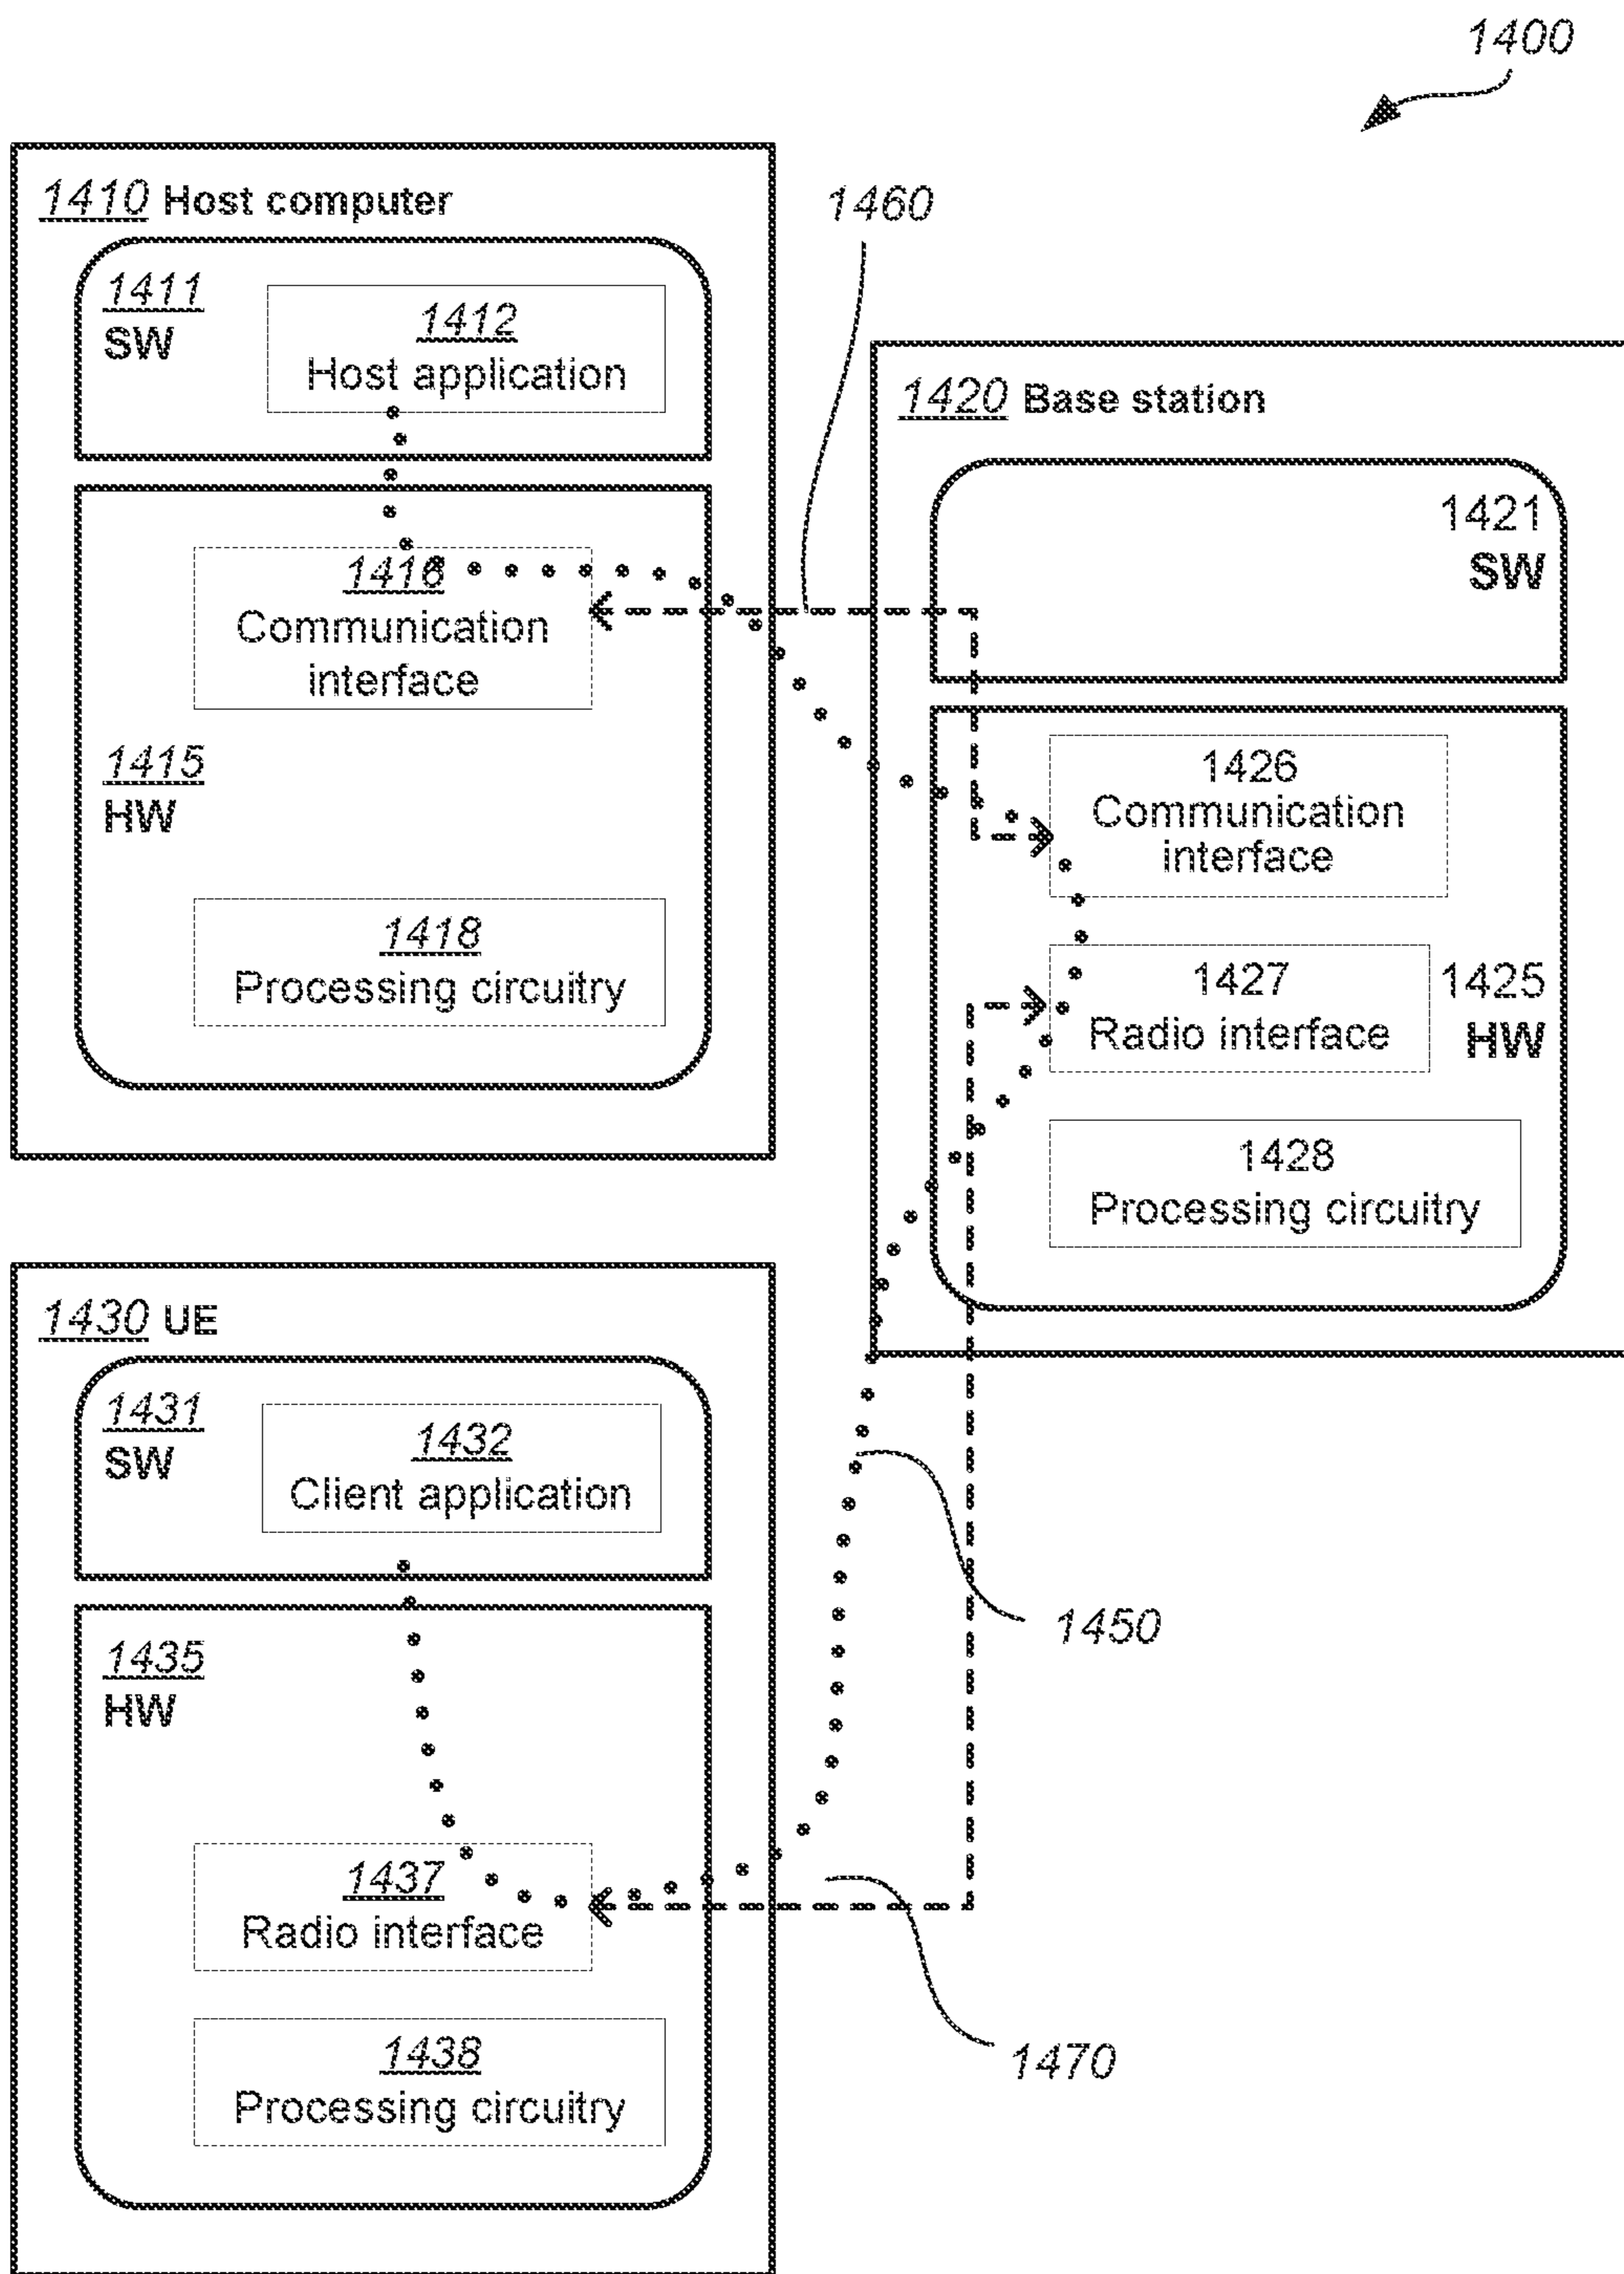 1400
1410 Host computer
1411
SW
1412
Host application
1416
Communication
interface
1415
HW
1418
Processing circuitry
1460
1420 Base station
1421
SW
1426
Communication
interface
1427
Radio interface
1425
HW
1428
Processing circuitry
1430 UE
1431
SW
1432
Client application
1435
HW
1437
Radio interface
1438
Processing circuitry
1450
1470